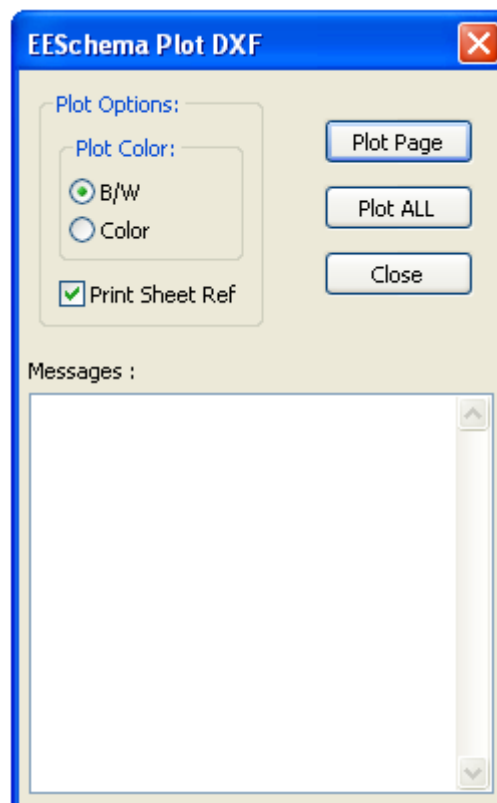 EESchema Plot DXF
Plot Options:
Plot Color:
B/W
Color
Print Sheet Ref
Plot Page
Plot ALL
Close
Messages :